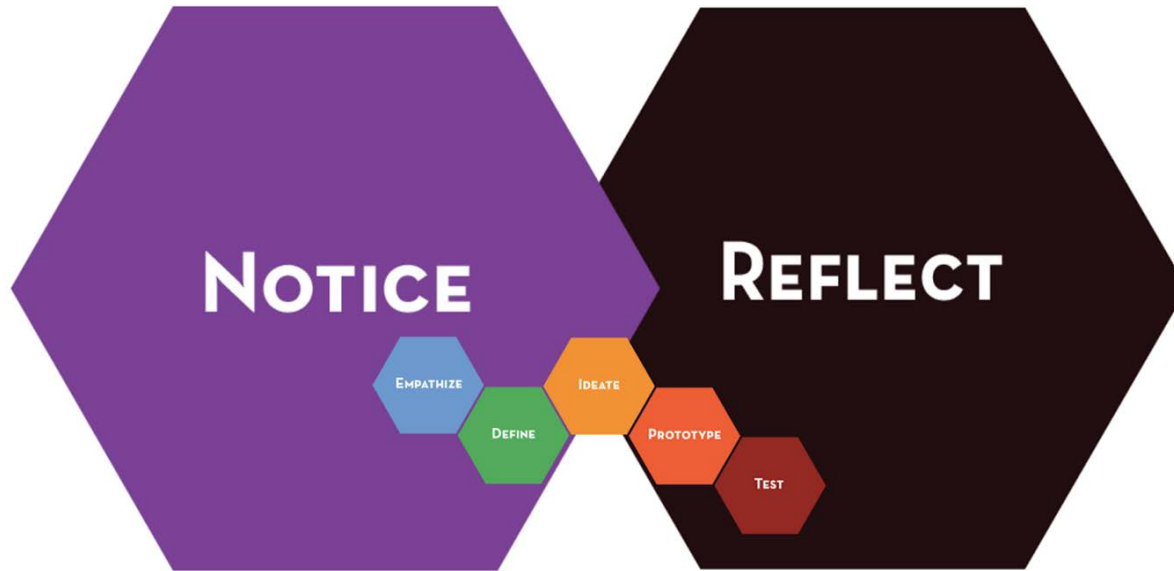 NOTICE
REFLECT
EMPATHIZE
DEFINE
IDEATE
PROTOTYPE
TEST